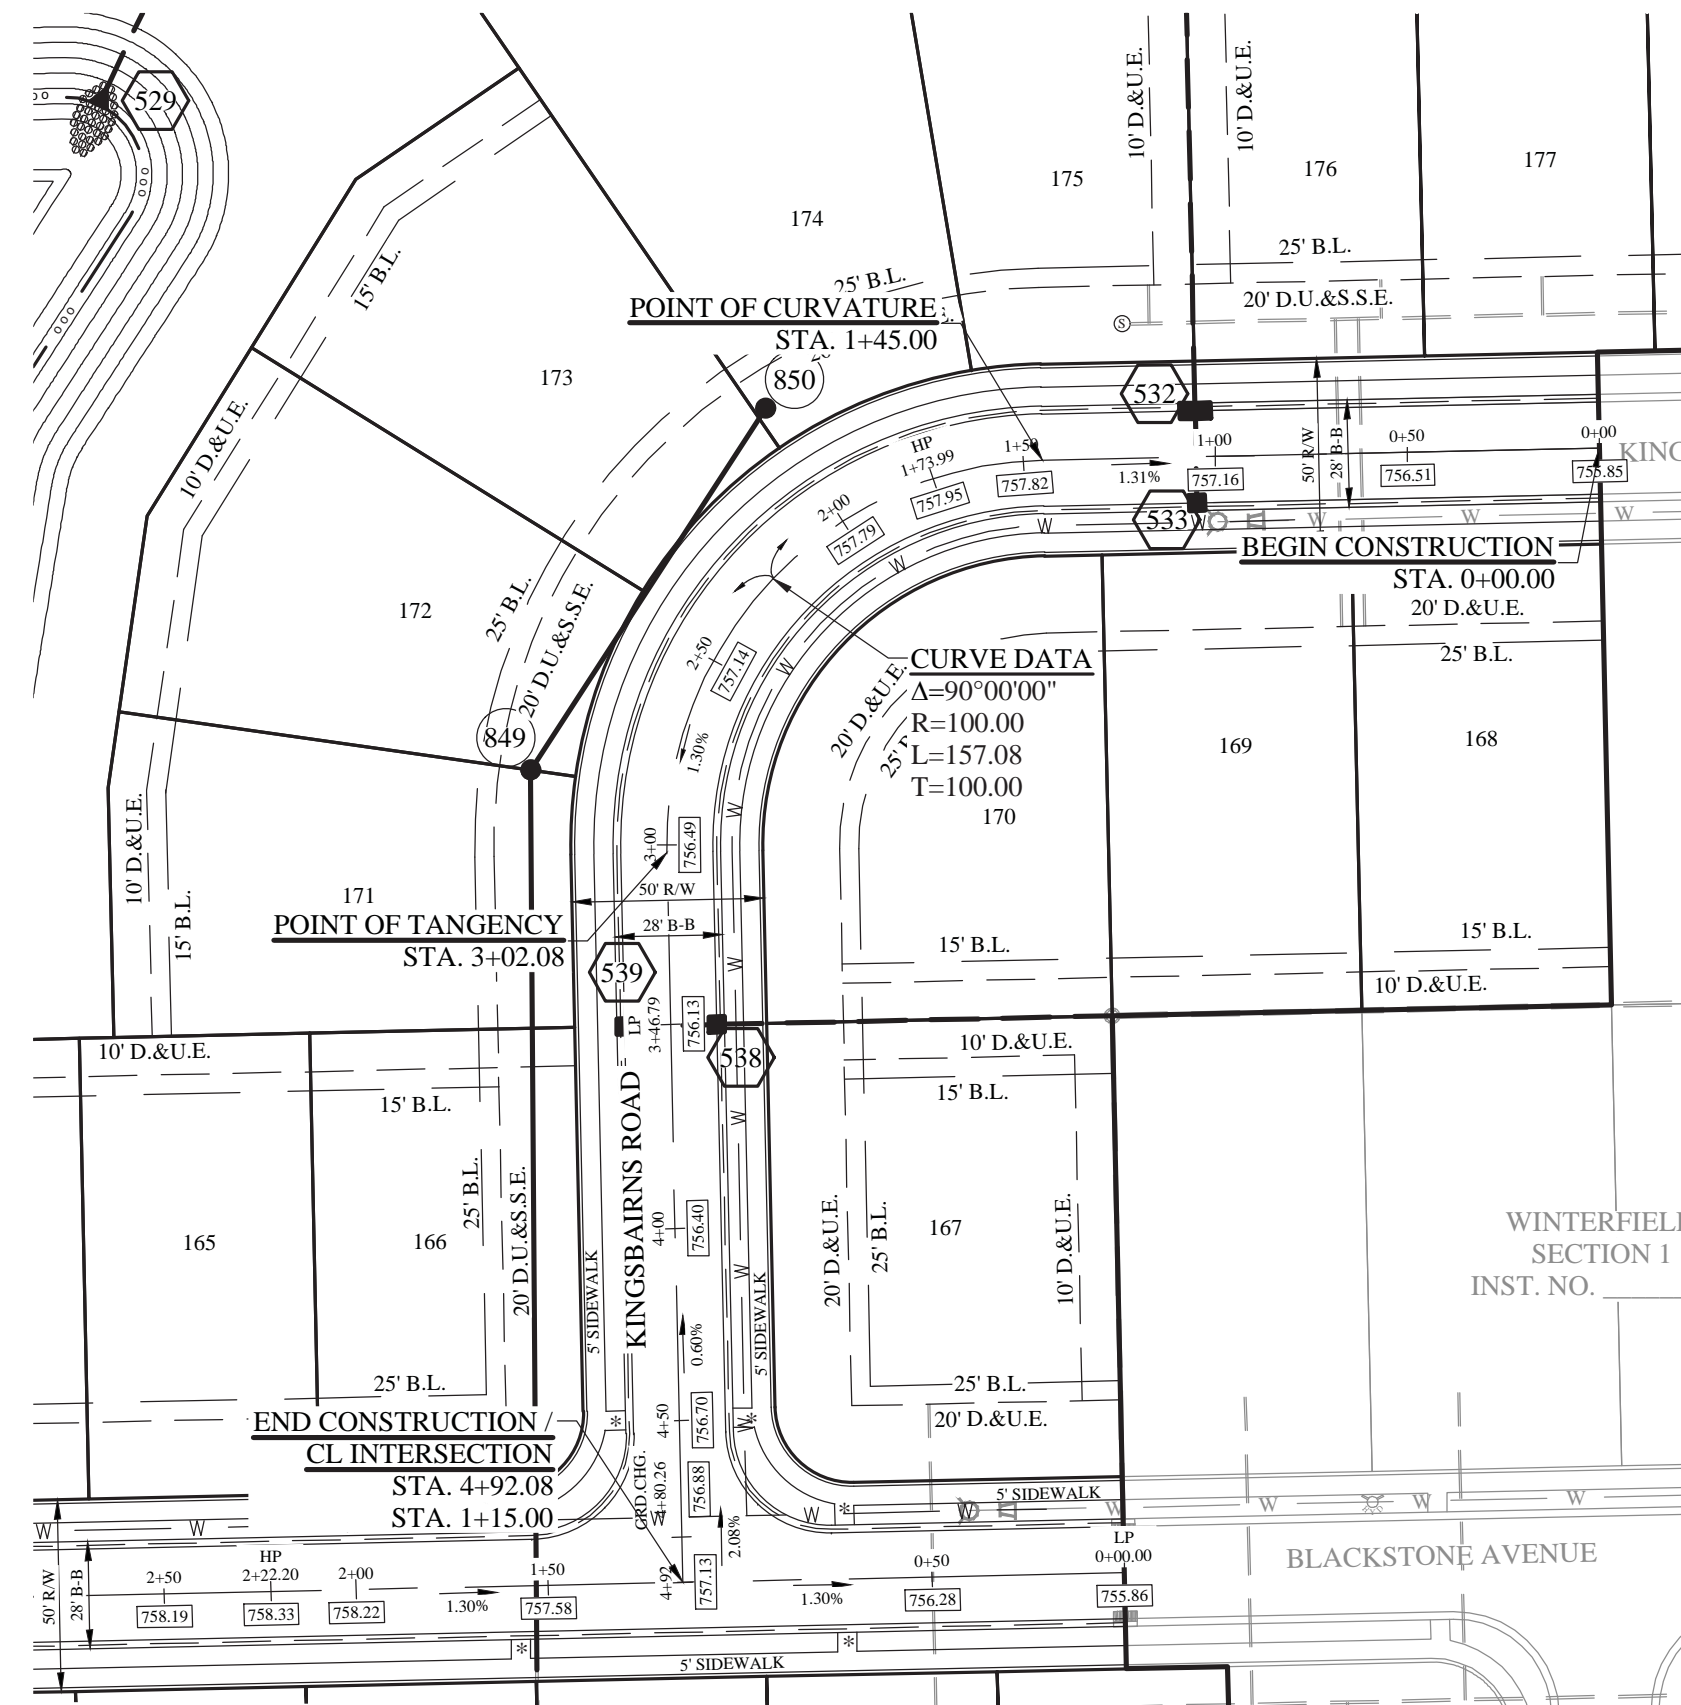 529
10' D.&U.E.
10' D.&U.E.
175
176
177
174
25' B.L.
25' B.L.
15' B.L.
20' D.U.&S.S.E.
POINT OF CURVATURE
STA. 1+45.00
S
173
850
532
10' D.&U.E.
HP
1+73.99
757.95
1+50
757.82
1.31%
1+00
757.16
50' R/W
28' B-B
0+50
756.51
0+00
755.85
KING
2+00
757.79
533
W
W
W
W
W
W
BEGIN CONSTRUCTION
STA. 0+00.00
20' D.&U.E.
25' B.L.
172
25' B.L.
20' D.U.&S.S.E.
W
2+50
757.14
W
CURVE DATA
Δ=90°00'00"
R=100.00
L=157.08
T=100.00
20' D.&U.E.
170
169
168
849
1.30%
10' D.&U.E.
15' B.L.
W
3+00
756.49
171
50' R/W
28' B-B
POINT OF TANGENCY
STA. 3+02.08
539
W
15' B.L.
15' B.L.
10' D.&U.E.
LP
3+46.79
756.13
538
10' D.&U.E.
15' B.L.
10' D.&U.E.
15' B.L.
W
25' B.L.
20' D.U.&S.S.E.
165
166
5' SIDEWALK
KINGSBAIRNS ROAD
4+00
756.40
W
5' SIDEWALK
20' D.&U.E.
25' B.L.
167
10' D.&U.E.
WINTERFIEL
SECTION 1
INST. NO.
0.60%
25' B.L.
25' B.L.
20' D.&U.E.
END CONSTRUCTION /
CL INTERSECTION
STA. 4+92.08
STA. 1+15.00
*
4+50
756.70
W
*
GRD.CHG.
4+80.26
756.88
W
2.08%
W
*
5' SIDEWALK
W
W
W
W
W
W
W
50' R/W
28' B-B
2+50
758.19
HP
2+22.20
758.33
2+00
758.22
1.30%
1+50
757.58
4+92
757.13
1.30%
0+50
756.28
LP
0+00.00
755.86
BLACKSTONE AVENUE
*
*
5' SIDEWALK